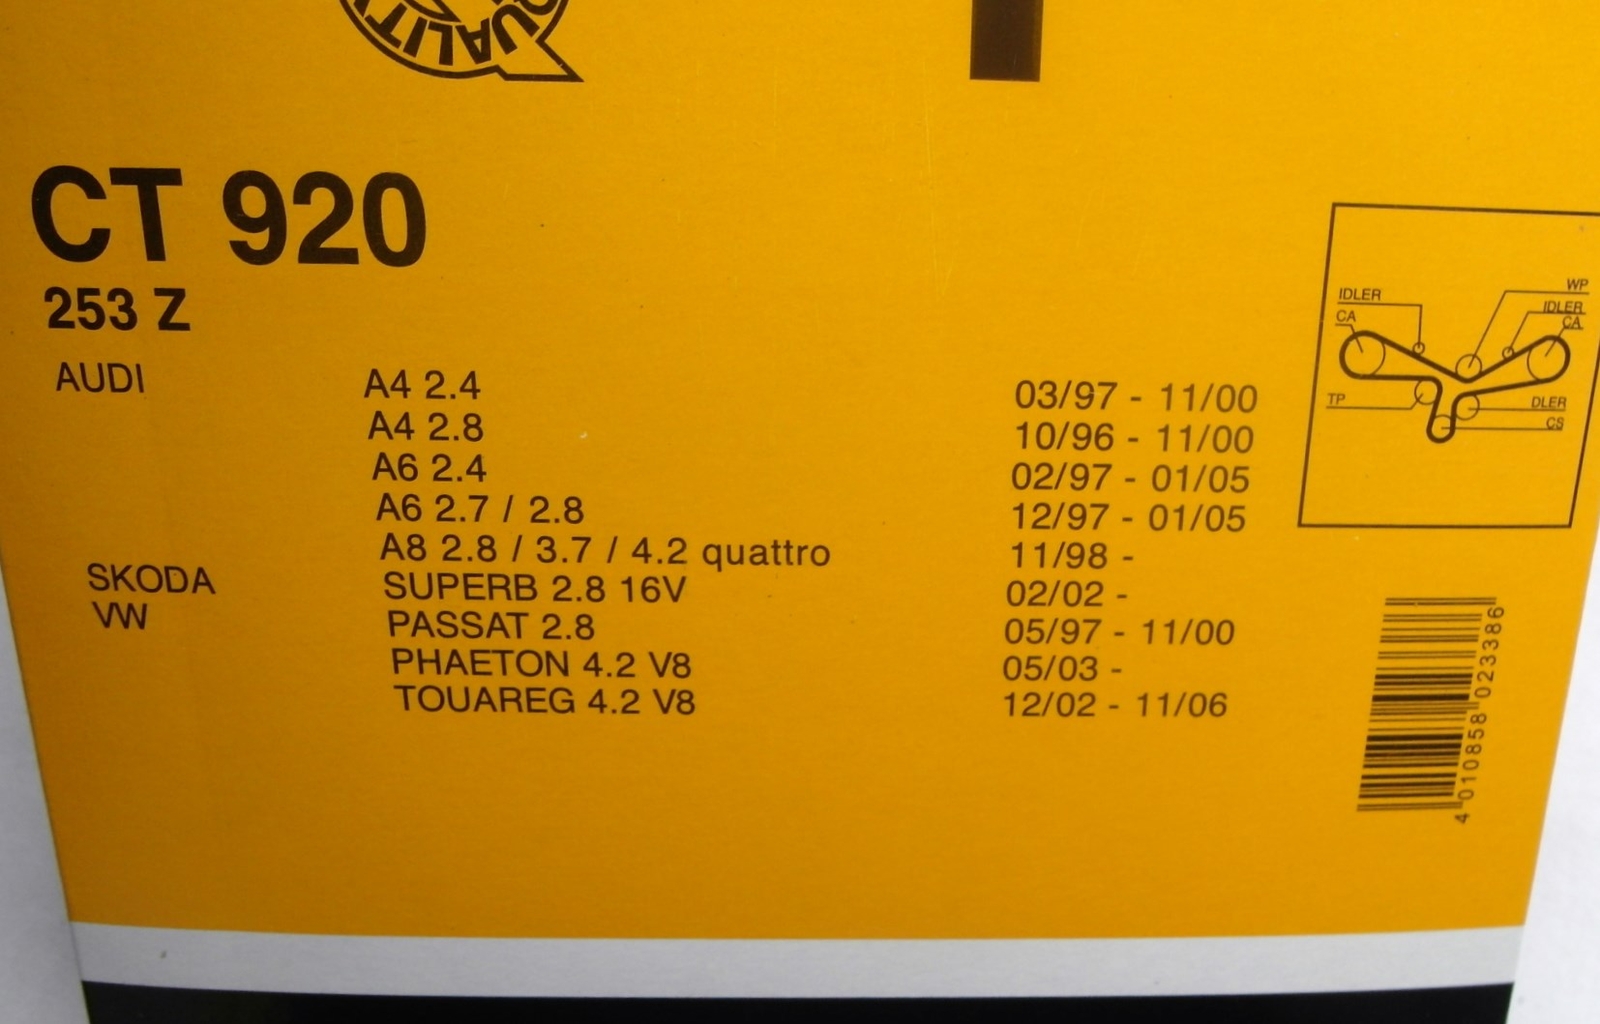 QUALITY
CT 920
253 Z
AUDI A4 2.4 03/97 - 11/00
A4 2.8 10/96 - 11/00
A6 2.4 02/97 - 01/05
A6 2.7 / 2.8 12/97 - 01/05
A8 2.8 / 3.7 / 4.2 quattro 11/98 -
SKODA SUPERB 2.8 16V 02/02 -
VW PASSAT 2.8 05/97 - 11/00
PHAETON 4.2 V8 05/03 -
TOUAREG 4.2 V8 12/02 - 11/06
WP
IDLER
IDLER
CA
CA
TP
DLER
CS
4 010858 023386